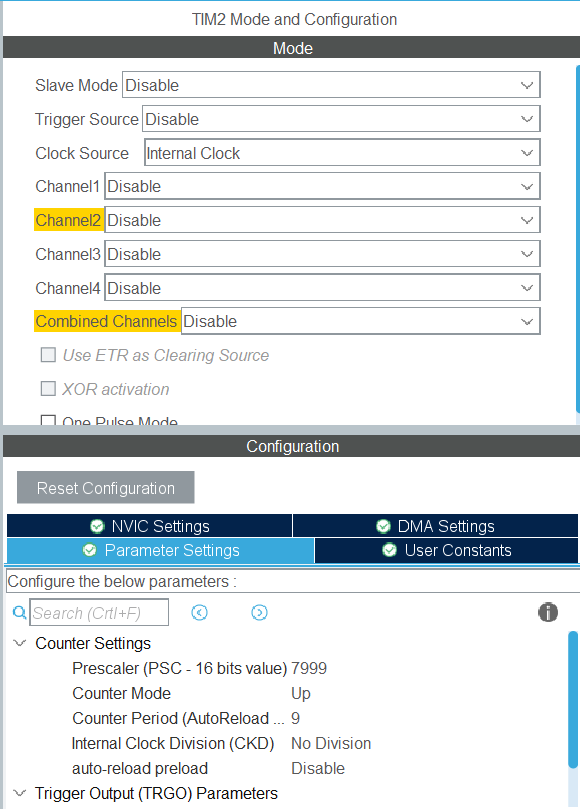 TIM2 Mode and Configuration
Mode
Slave Mode Disable
Trigger Source Disable
Clock Source Internal Clock
Channel1 Disable
Channel2 Disable
Channel3 Disable
Channel4 Disable
Combined Channels Disable
Use ETR as Clearing Source
XOR activation
One Pulse Mode
Configuration
Reset Configuration
NVIC Settings DMA Settings
Parameter Settings User Constants
Configure the below parameters :
Search (Crtl+F)
Counter Settings
Prescaler (PSC - 16 bits value) 7999
Counter Mode Up
Counter Period (AutoReload ... 9
Internal Clock Division (CKD) No Division
auto-reload preload Disable
Trigger Output (TRGO) Parameters